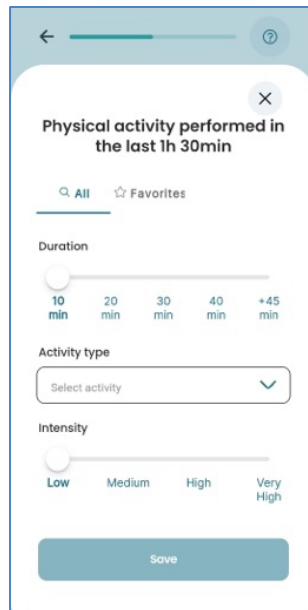 Physical activity performed in
the last 1h 30min
All
Favorites
Duration
10 min
20 min
30 min
40 min
+45 min
Activity type
Select activity
Intensity
Low
Medium
High
Very High
Save